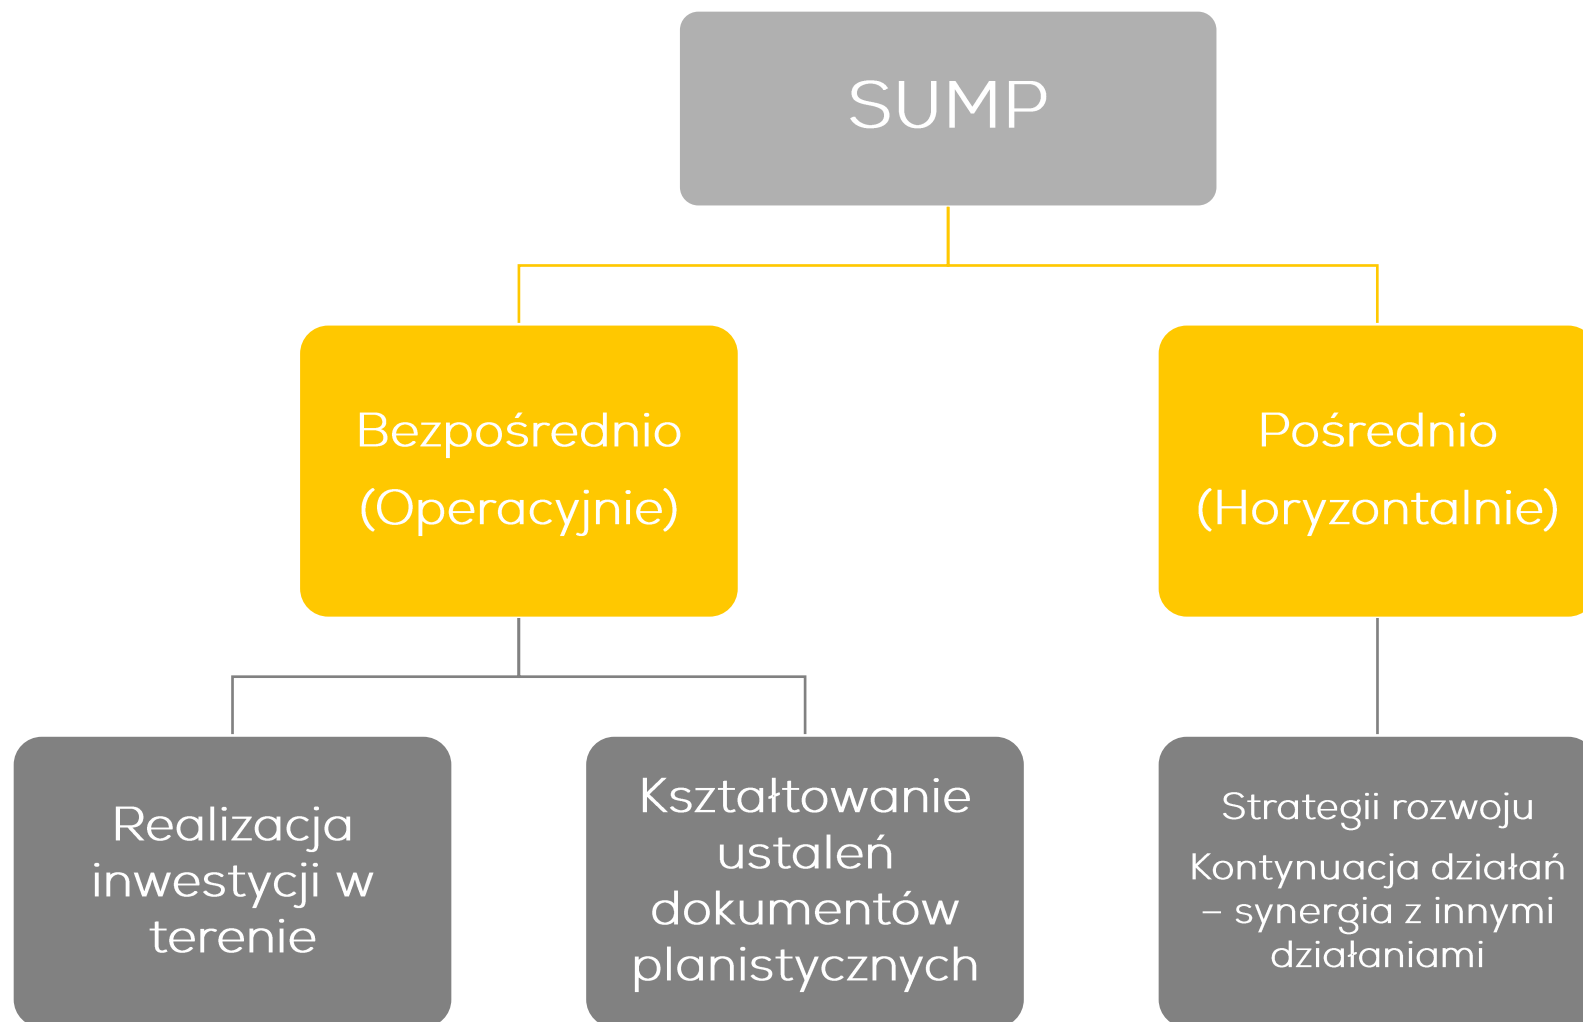 SUMP
Bezpośrednio
(Operacyjnie)
Pośrednio
(Horyzontalnie)
Realizacja
inwestycji w
terenie
Kształtowanie
ustaleń
dokumentów
planistycznych
Strategii rozwoju
Kontynuacja działań
– synergia z innymi
działaniami